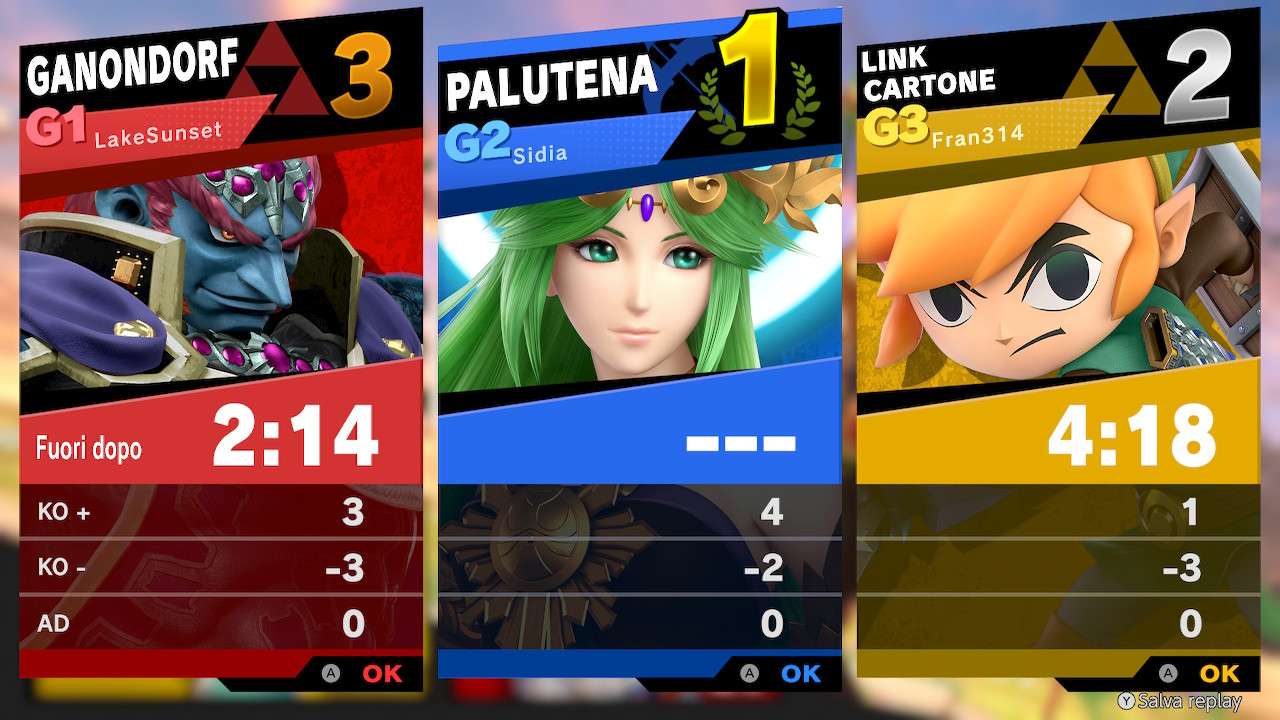 GANONDORF 3
G1 LakeSunset
Fuori dopo 2:14
KO + 3
KO - -3
AD 0
A OK
PALUTENA 1
G2 Sidia
---
4
-2
0
A OK
LINK
CARTONE 2
G3 Fran314
4:18
1
-3
0
A OK
Y Salva replay